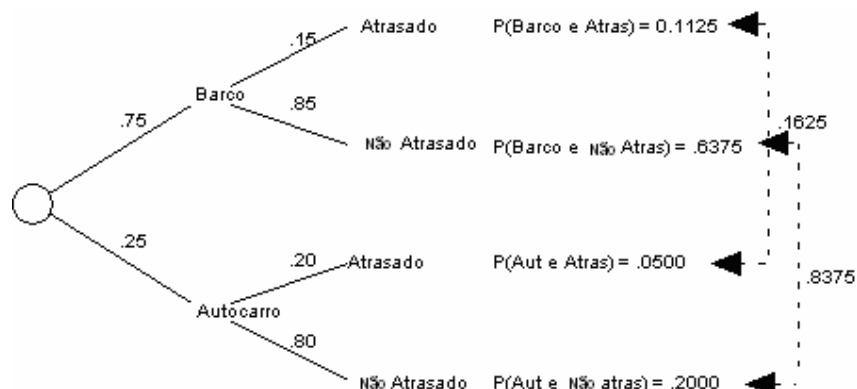 .15 Atrasado P(Barco e Atras) = 0.1125
Barco
.75 .85 .1625
Não Atrasado P(Barco e Não Atras) = .6375
.25 .20 Atrasado P(Aut e Atras) = .0500
.8375
Autocarro
.80
Não Atrasado P(Aut e Não atras) = .2000